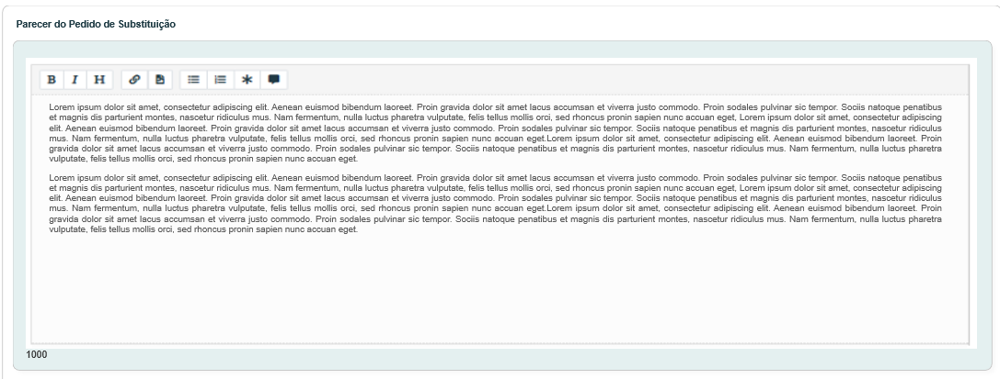 Parecer do Pedido de Substituição
B I H
Lorem ipsum dolor sit amet, consectetur adipiscing elit. Aenean euismod bibendum laoreet. Proin gravida dolor sit amet lacus accumsan et viverra justo commodo. Proin sodales pulvinar sic tempor. Sociis natoque penatibus
et magnis dis parturient montes, nascetur ridiculus mus. Nam fermentum, nulla luctus pharetra vulputate, felis tellus mollis orci, sed rhoncus pronin sapien nunc accuan eget, Lorem ipsum dolor sit amet, consectetur adipiscing
elit. Aenean euismod bibendum laoreet. Proin gravida dolor sit amet lacus accumsan et viverra justo commodo. Proin sodales pulvinar sic tempor. Sociis natoque penatibus et magnis dis parturient montes, nascetur ridiculus
mus. Nam fermentum, nulla luctus pharetra vulputate, felis tellus mollis orci, sed rhoncus pronin sapien nunc accuan eget.Lorem ipsum dolor sit amet, consectetur adipiscing elit. Aenean euismod bibendum laoreet. Proin
gravida dolor sit amet lacus accumsan et viverra justo commodo. Proin sodales pulvinar sic tempor. Sociis natoque penatibus et magnis dis parturient montes, nascetur ridiculus mus. Nam fermentum, nulla luctus pharetra
vulputate, felis tellus mollis orci, sed rhoncus pronin sapien nunc accuan eget.
Lorem ipsum dolor sit amet, consectetur adipiscing elit. Aenean euismod bibendum laoreet. Proin gravida dolor sit amet lacus accumsan et viverra justo commodo. Proin sodales pulvinar sic tempor. Sociis natoque penatibus
et magnis dis parturient montes, nascetur ridiculus mus. Nam fermentum, nulla luctus pharetra vulputate, felis tellus mollis orci, sed rhoncus pronin sapien nunc accuan eget, Lorem ipsum dolor sit amet, consectetur adipiscing
elit. Aenean euismod bibendum laoreet. Proin gravida dolor sit amet lacus accumsan et viverra justo commodo. Proin sodales pulvinar sic tempor. Sociis natoque penatibus et magnis dis parturient montes, nascetur ridiculus
mus. Nam fermentum, nulla luctus pharetra vulputate, felis tellus mollis orci, sed rhoncus pronin sapien nunc accuan eget.Lorem ipsum dolor sit amet, consectetur adipiscing elit. Aenean euismod bibendum laoreet. Proin
gravida dolor sit amet lacus accumsan et viverra justo commodo. Proin sodales pulvinar sic tempor. Sociis natoque penatibus et magnis dis parturient montes, nascetur ridiculus mus. Nam fermentum, nulla luctus pharetra
vulputate, felis tellus mollis orci, sed rhoncus pronin sapien nunc accuan eget.
1000